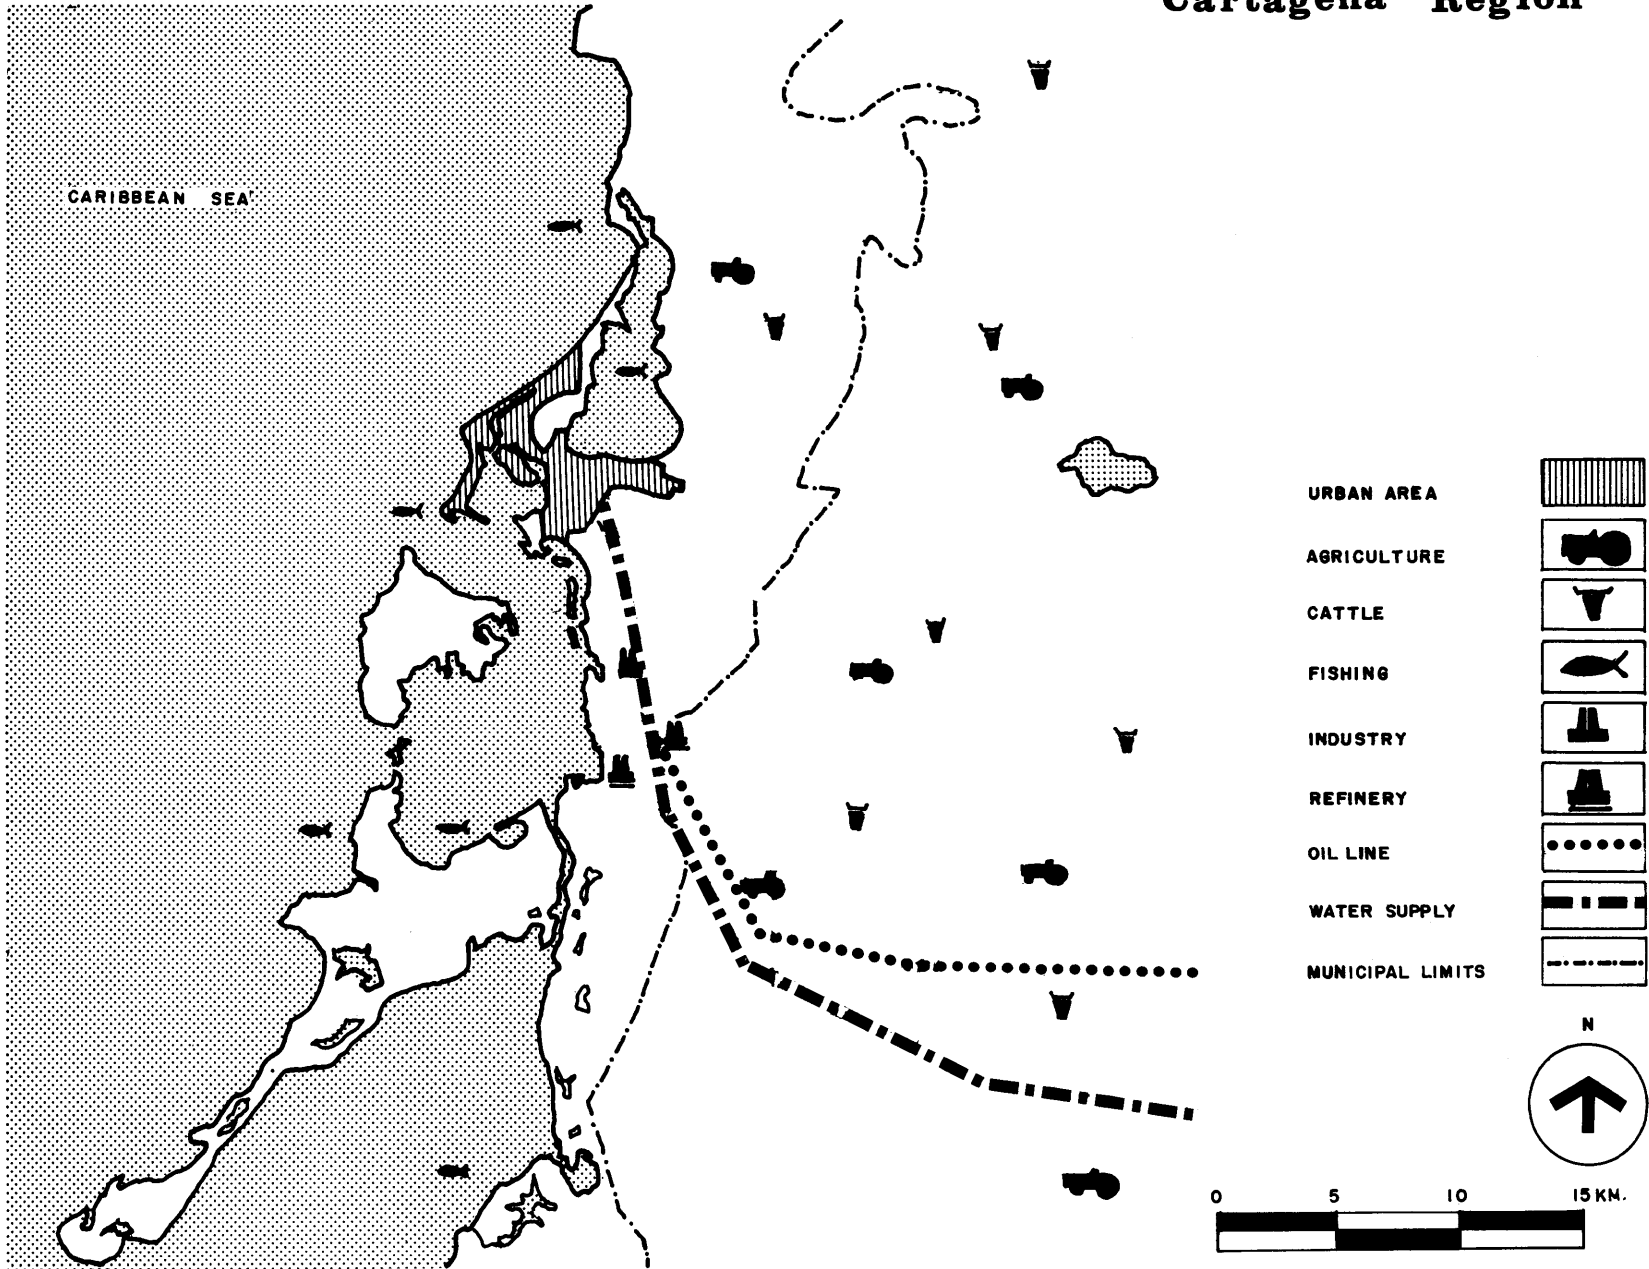 Cartagena Region
CARIBBEAN SEA
URBAN AREA
AGRICULTURE
CATTLE
FISHING
INDUSTRY
REFINERY
OIL LINE
WATER SUPPLY
MUNICIPAL LIMITS
N
0 5 10 15 KM.